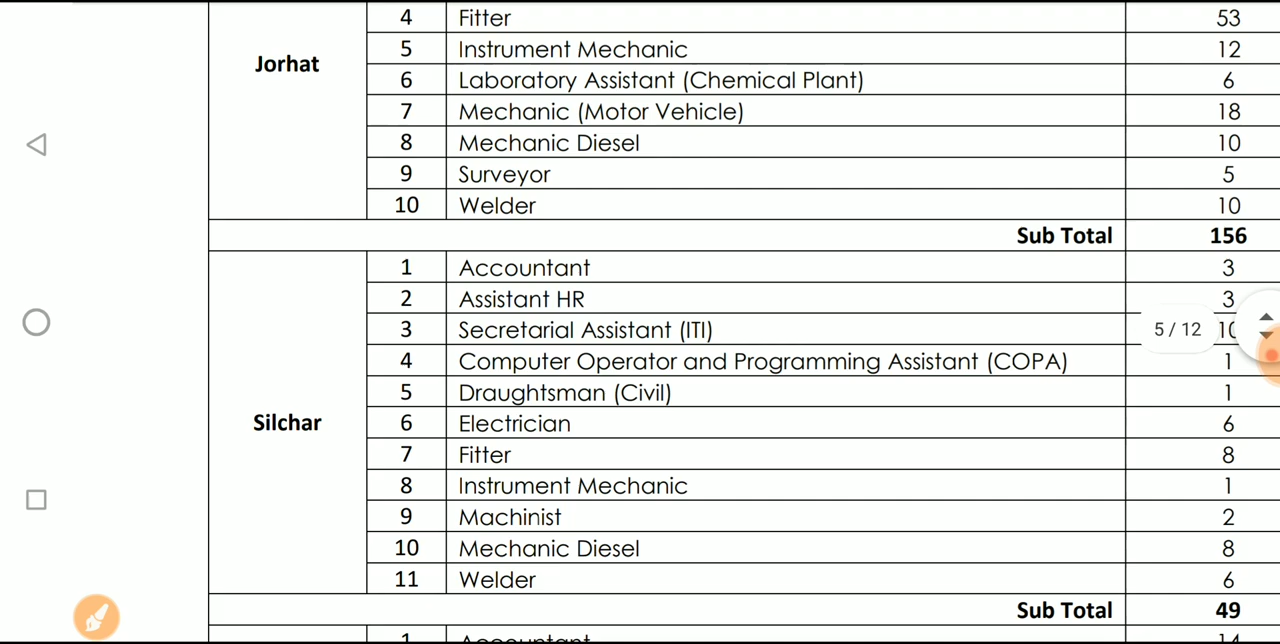 4 Fitter 53
5 Instrument Mechanic 12
Jorhat
6 Laboratory Assistant (Chemical Plant) 6
7 Mechanic (Motor Vehicle) 18
8 Mechanic Diesel 10
9 Surveyor 5
10 Welder 10
Sub Total 156
1 Accountant 3
2 Assistant HR 3
3 Secretarial Assistant (ITI) 10
5 / 12
4 Computer Operator and Programming Assistant (COPA) 1
5 Draughtsman (Civil) 1
Silchar
6 Electrician 6
7 Fitter 8
8 Instrument Mechanic 1
9 Machinist 2
10 Mechanic Diesel 8
11 Welder 6
Sub Total 49
1 Accountant 14